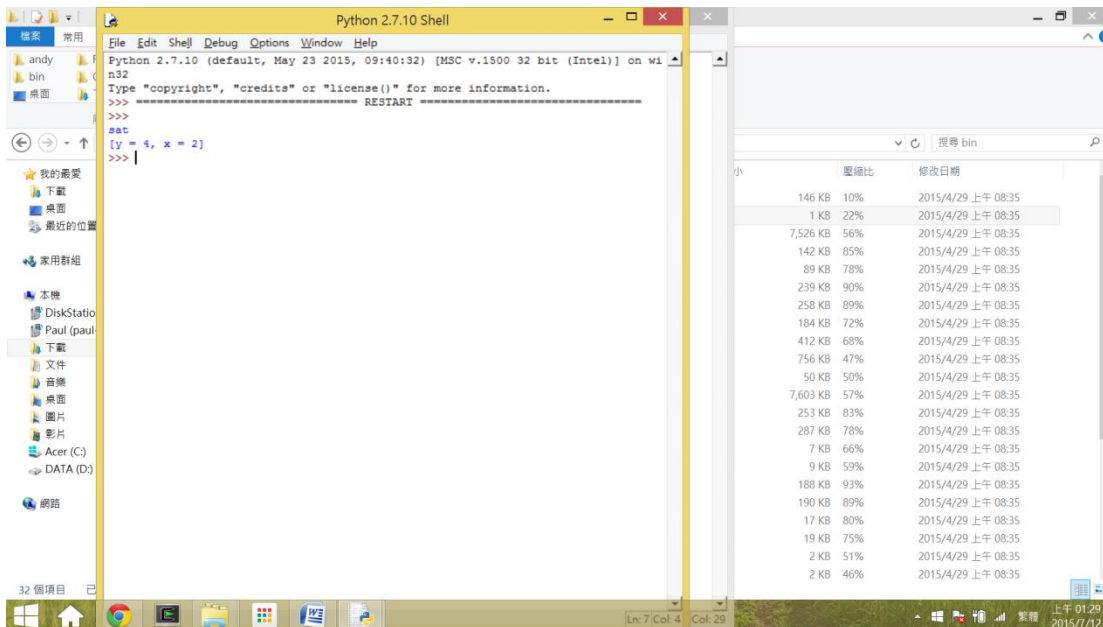 Python 2.7.10 Shell
檔案 常用
File Edit Shell Debug Options Window Help
Python 2.7.10 (default, May 23 2015, 09:40:32) [MSC v.1500 32 bit (Intel)] on wi
n32
Type "copyright", "credits" or "license()" for more information.
>>> ================================ RESTART ================================
>>>
sat
[y = 4, x = 2]
>>>
andy
bin
桌面
搜尋 bin
我的最愛
下載
桌面
最近的位置
家用群組
本機
DiskStatio
Paul (paul-
下載
文件
音樂
桌面
圖片
影片
Acer (C:)
DATA (D:)
網路
小 壓縮比 修改日期
146 KB 10% 2015/4/29 上午 08:35
1 KB 22% 2015/4/29 上午 08:35
7,526 KB 56% 2015/4/29 上午 08:35
142 KB 85% 2015/4/29 上午 08:35
89 KB 78% 2015/4/29 上午 08:35
239 KB 90% 2015/4/29 上午 08:35
258 KB 89% 2015/4/29 上午 08:35
184 KB 72% 2015/4/29 上午 08:35
412 KB 68% 2015/4/29 上午 08:35
756 KB 47% 2015/4/29 上午 08:35
50 KB 50% 2015/4/29 上午 08:35
7,603 KB 57% 2015/4/29 上午 08:35
253 KB 83% 2015/4/29 上午 08:35
287 KB 78% 2015/4/29 上午 08:35
7 KB 66% 2015/4/29 上午 08:35
9 KB 59% 2015/4/29 上午 08:35
188 KB 93% 2015/4/29 上午 08:35
190 KB 89% 2015/4/29 上午 08:35
17 KB 80% 2015/4/29 上午 08:35
19 KB 75% 2015/4/29 上午 08:35
2 KB 51% 2015/4/29 上午 08:35
2 KB 46% 2015/4/29 上午 08:35
32 個項目 已
Ln: 7 Col: 4 Col: 29
繁體
上午 01:29
2015/7/12